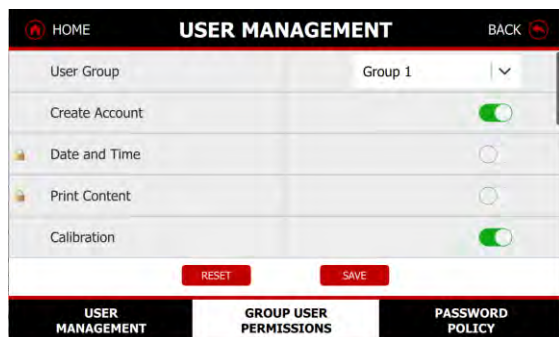 HOME USER MANAGEMENT BACK
User Group Group 1
Create Account
Date and Time
Print Content
Calibration
RESET SAVE
USER MANAGEMENT
GROUP USER PERMISSIONS
PASSWORD POLICY